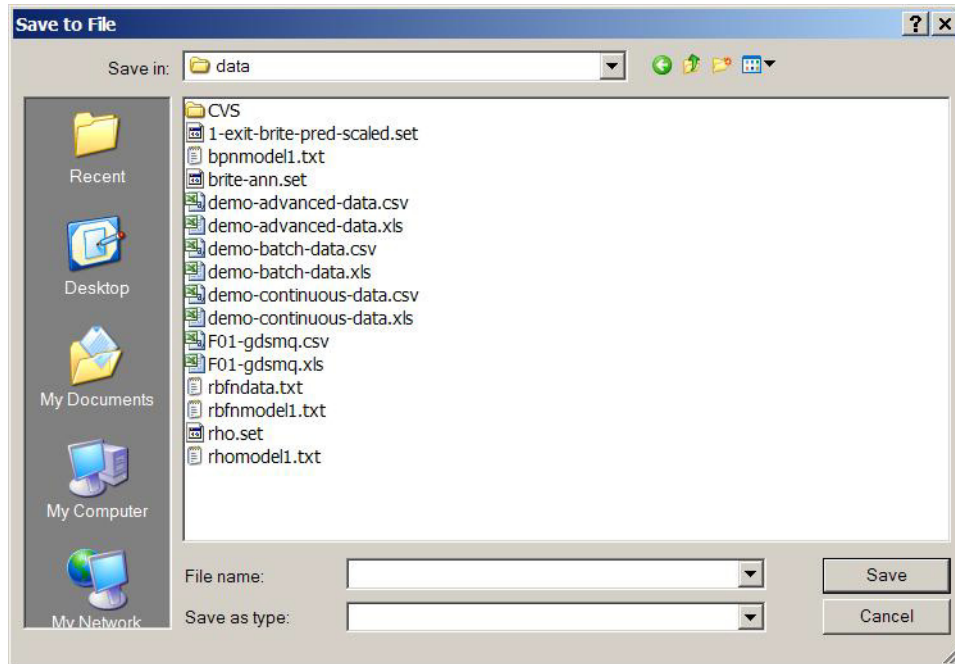 Save to File
Save in:
data
Recent
Desktop
My Documents
My Computer
My Network
CVS
1-exit-brite-pred-scaled.set
bpnmodel1.txt
brite-ann.set
demo-advanced-data.csv
demo-advanced-data.xls
demo-batch-data.csv
demo-batch-data.xls
demo-continuous-data.csv
demo-continuous-data.xls
F01-gdsmq.csv
F01-gdsmq.xls
rbfndata.txt
rbfnmodel1.txt
rho.set
rhomodel1.txt
File name:
Save
Save as type:
Cancel